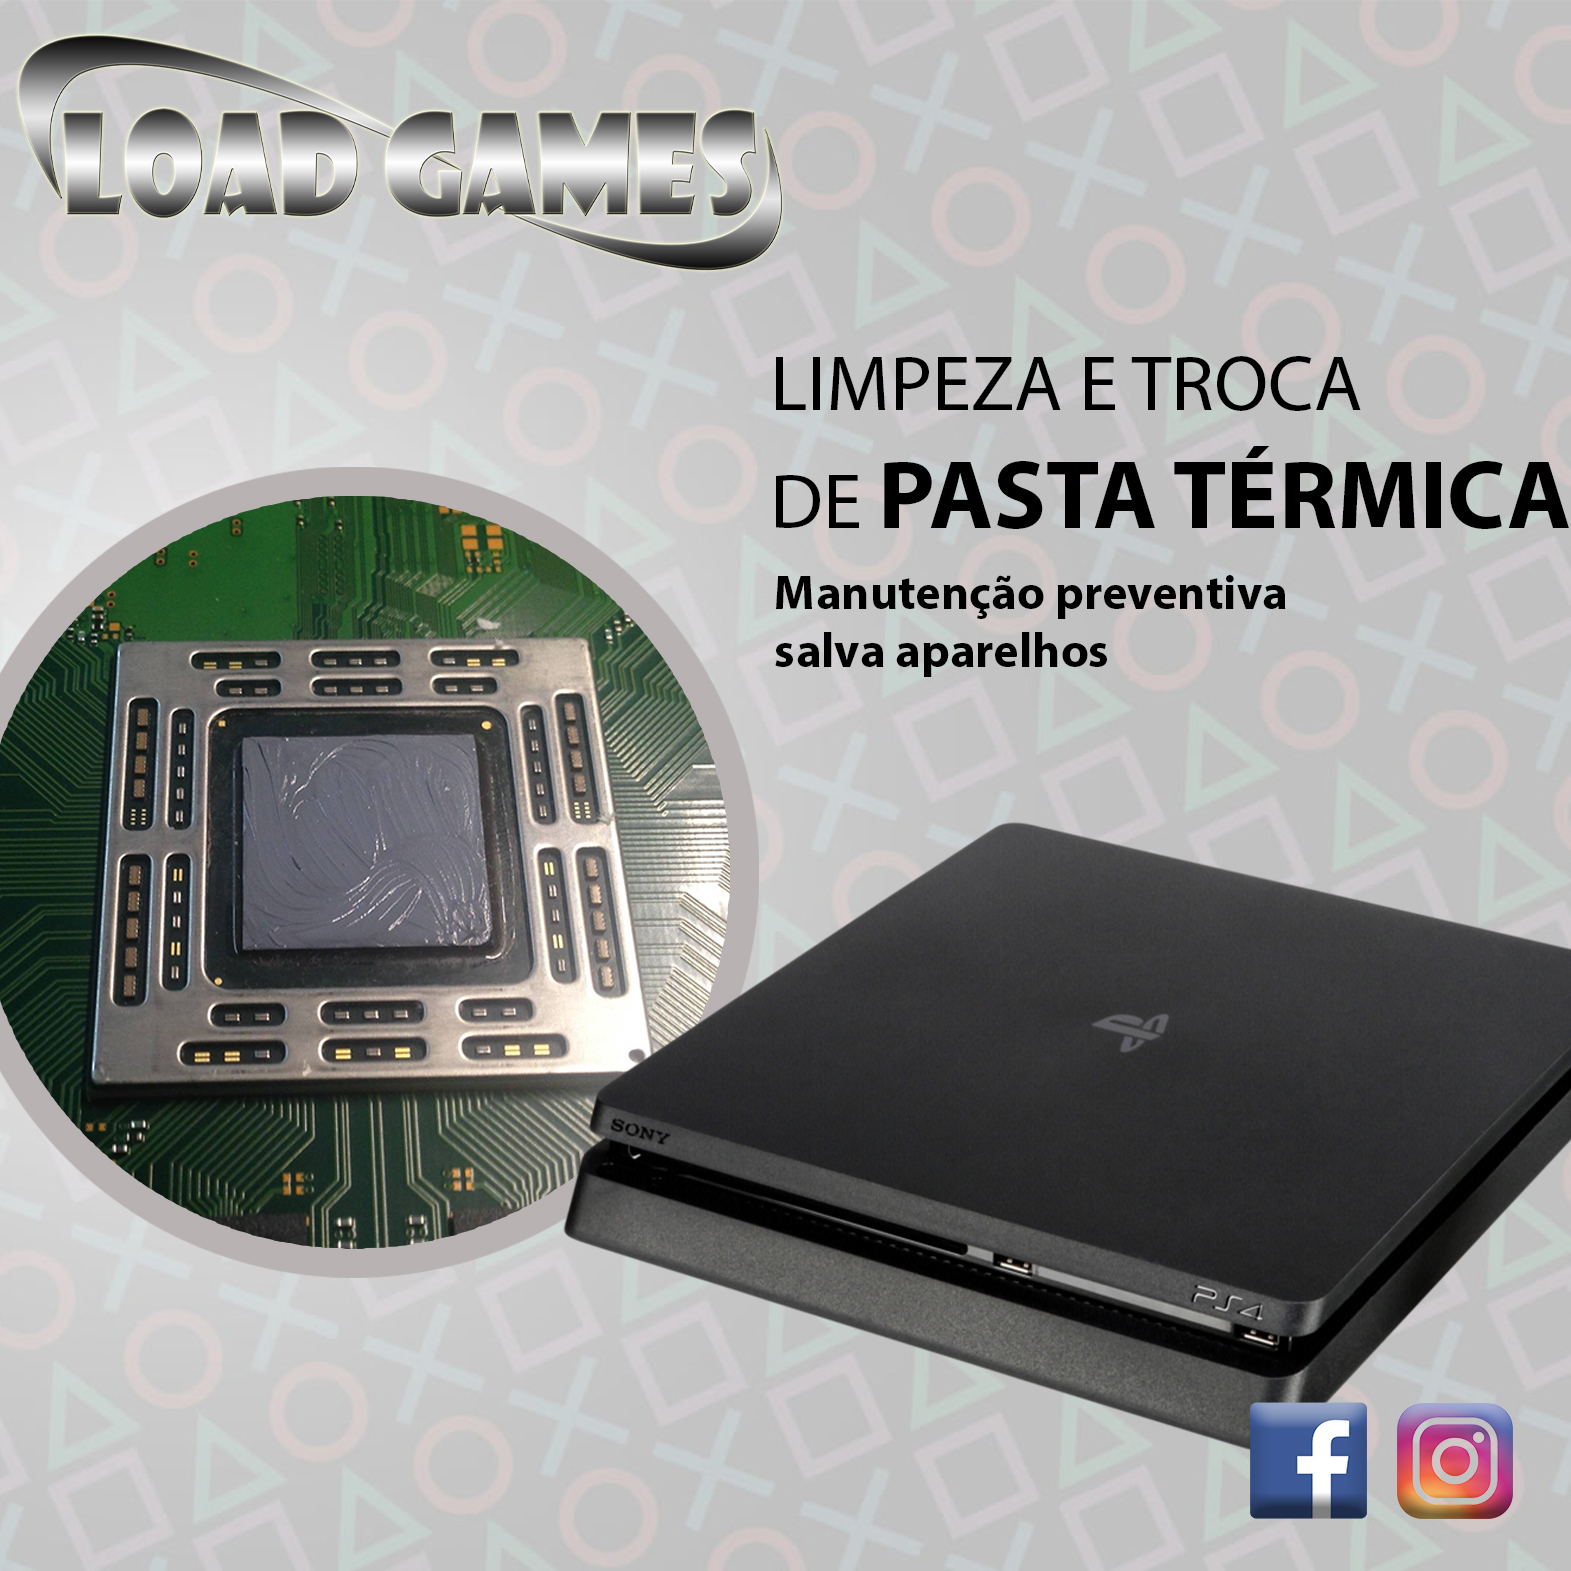 LOAD GAMES
LIMPEZA E TROCA
DE PASTA TÉRMICA
Manutenção preventiva
salva aparelhos
SONY
PS4
f